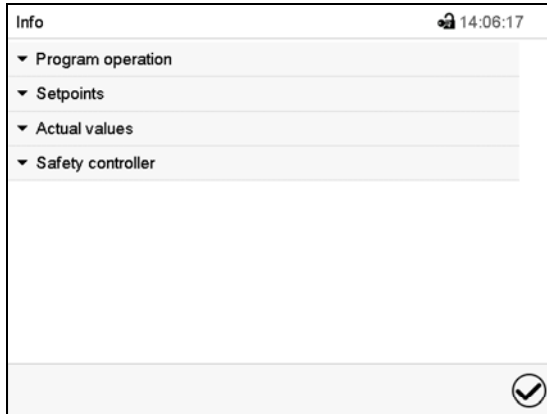 Info 14:06:17
Program operation
Setpoints
Actual values
Safety controller